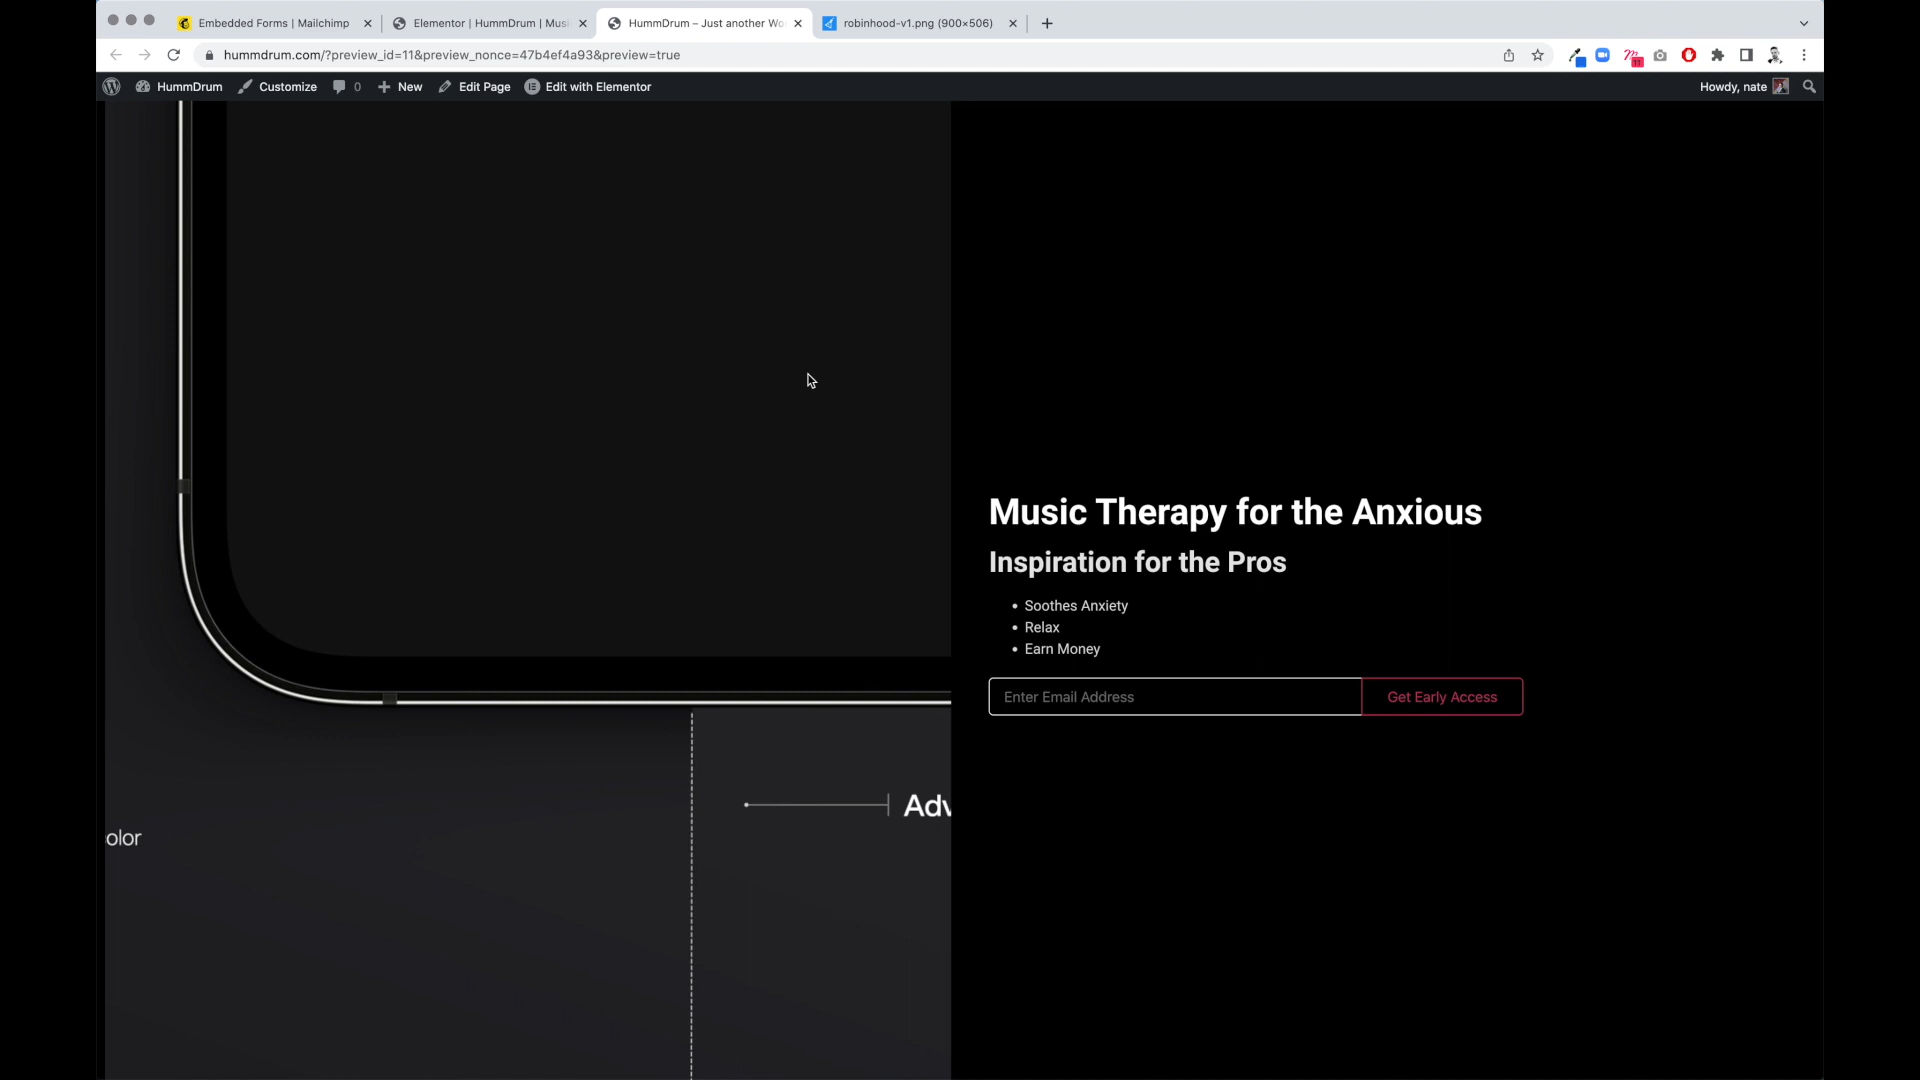 Embedded Forms | Mailchimp
Elementor | HummDrum | Musi
HummDrum – Just another Wo
robinhood-v1.png (900×506)
hummdrum.com/?preview_id=11&preview_nonce=47b4ef4a93&preview=true
11
HummDrum
Customize
0
New
Edit Page
Edit with Elementor
Howdy, nate
Music Therapy for the Anxious
Inspiration for the Pros
• Soothes Anxiety
• Relax
• Earn Money
Enter Email Address
Get Early Access
Adv
olor